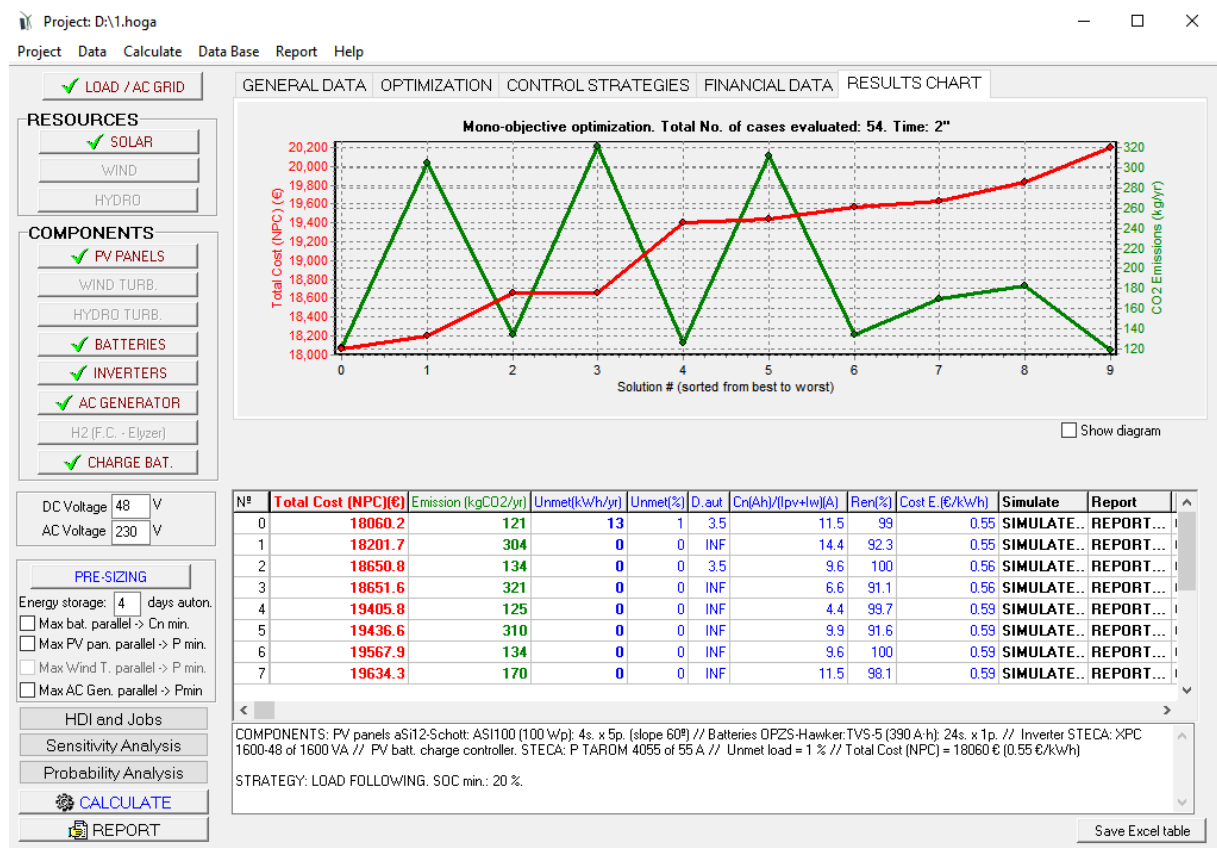 Project: D:\1.hoga
Project Data Calculate Data Base Report Help
LOAD / AC GRID
RESOURCES
SOLAR
WIND
HYDRO
COMPONENTS
PV PANELS
WIND TURB.
HYDRO TURB.
BATTERIES
INVERTERS
AC GENERATOR
H2 (F.C. - Elyzer)
CHARGE BAT.
DC Voltage 48 V
AC Voltage 230 V
PRE-SIZING
Energy storage: 4 days auton.
Max bat. parallel -> Cn min.
Max PV pan. parallel -> P min.
Max Wind T. parallel -> P min.
Max AC Gen. parallel -> Pmin
HDI and Jobs
Sensitivity Analysis
Probability Analysis
CALCULATE
REPORT
GENERAL DATA OPTIMIZATION CONTROL STRATEGIES FINANCIAL DATA RESULTS CHART
Mono-objective optimization. Total No. of cases evaluated: 54. Time: 2"
Total Cost (NPC) (€)
20,200
20,000
19,800
19,600
19,400
19,200
19,000
18,800
18,600
18,400
18,200
18,000
320
300
280
260
240
220
200
180
160
140
120
CO2 Emissions (kg/yr)
0 1 2 3 4 5 6 7 8 9
Solution # (sorted from best to worst)
Show diagram
Nº Total Cost (NPC)(€) Emission (kgCO2/yr) Unmet(kWh/yr) Unmet(%) D.aut Cn(Ah)/(Ipv+Iw)(A) Ren(%) Cost E.(€/kWh) Simulate Report
0 18060.2 121 13 1 3.5 11.5 99 0.55 SIMULATE.. REPORT...
1 18201.7 304 0 0 INF 14.4 92.3 0.55 SIMULATE.. REPORT...
2 18650.8 134 0 0 3.5 9.6 100 0.56 SIMULATE.. REPORT...
3 18651.6 321 0 0 INF 6.6 91.1 0.56 SIMULATE.. REPORT...
4 19405.8 125 0 0 INF 4.4 99.7 0.59 SIMULATE.. REPORT...
5 19436.6 310 0 0 INF 9.9 91.6 0.59 SIMULATE.. REPORT...
6 19567.9 134 0 0 INF 9.6 100 0.59 SIMULATE.. REPORT...
7 19634.3 170 0 0 INF 11.5 98.1 0.59 SIMULATE.. REPORT...
COMPONENTS: PV panels aSi12-Schott: ASI100 (100 Wp): 4s. x 5p. (slope 60º) // Batteries OPZS-Hawker:TVS-5 (390 A·h): 24s. x 1p. // Inverter STECA: XPC
1600-48 of 1600 VA // PV batt. charge controller. STECA: P TAROM 4055 of 55 A // Unmet load = 1 % // Total Cost (NPC) = 18060 € (0.55 €/kWh)
STRATEGY: LOAD FOLLOWING. SOC min.: 20 %.
Save Excel table